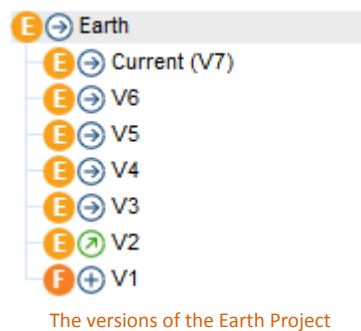 E Earth
E Current (V7)
E V6
E V5
E V4
E V3
E V2
F V1
The versions of the Earth Project